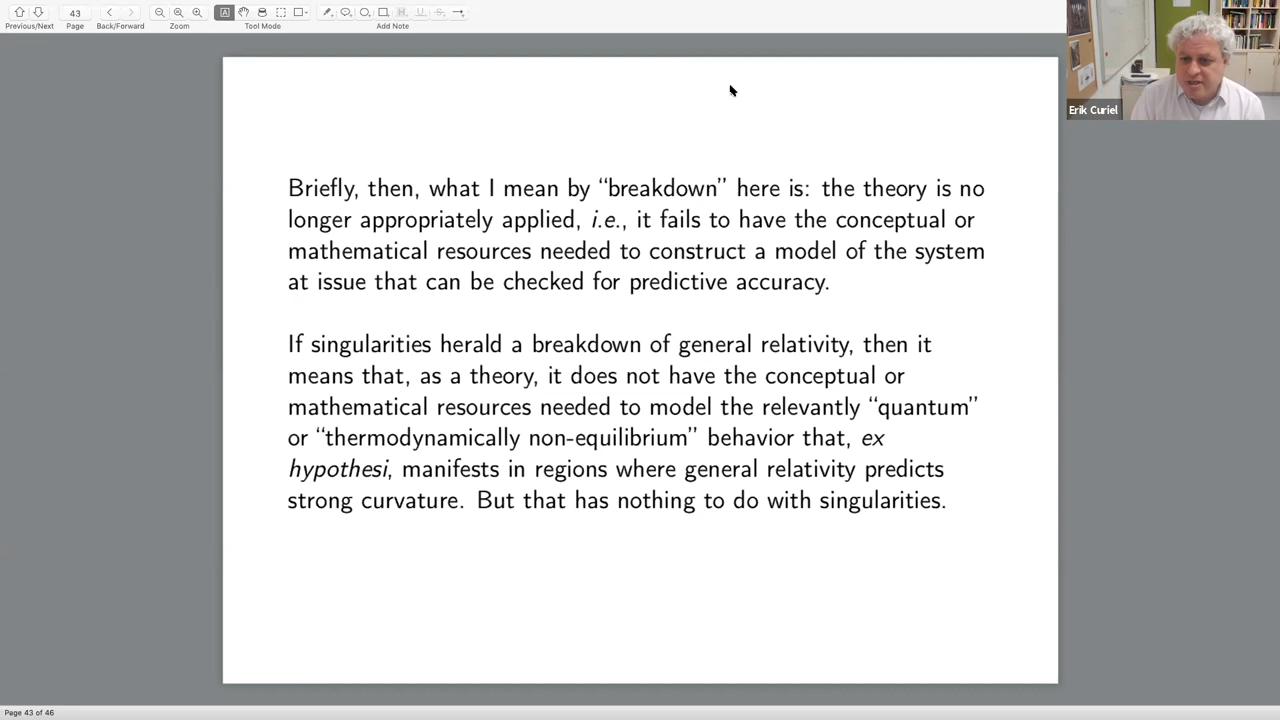 43
Previous/Next
Page
Back/Forward
Zoom
Tool Mode
Add Note
Erik Curiel
Briefly, then, what I mean by “breakdown” here is: the theory is no
longer appropriately applied, i.e., it fails to have the conceptual or
mathematical resources needed to construct a model of the system
at issue that can be checked for predictive accuracy.
If singularities herald a breakdown of general relativity, then it
means that, as a theory, it does not have the conceptual or
mathematical resources needed to model the relevantly “quantum”
or “thermodynamically non-equilibrium” behavior that, ex
hypothesi, manifests in regions where general relativity predicts
strong curvature. But that has nothing to do with singularities.
Page 43 of 46